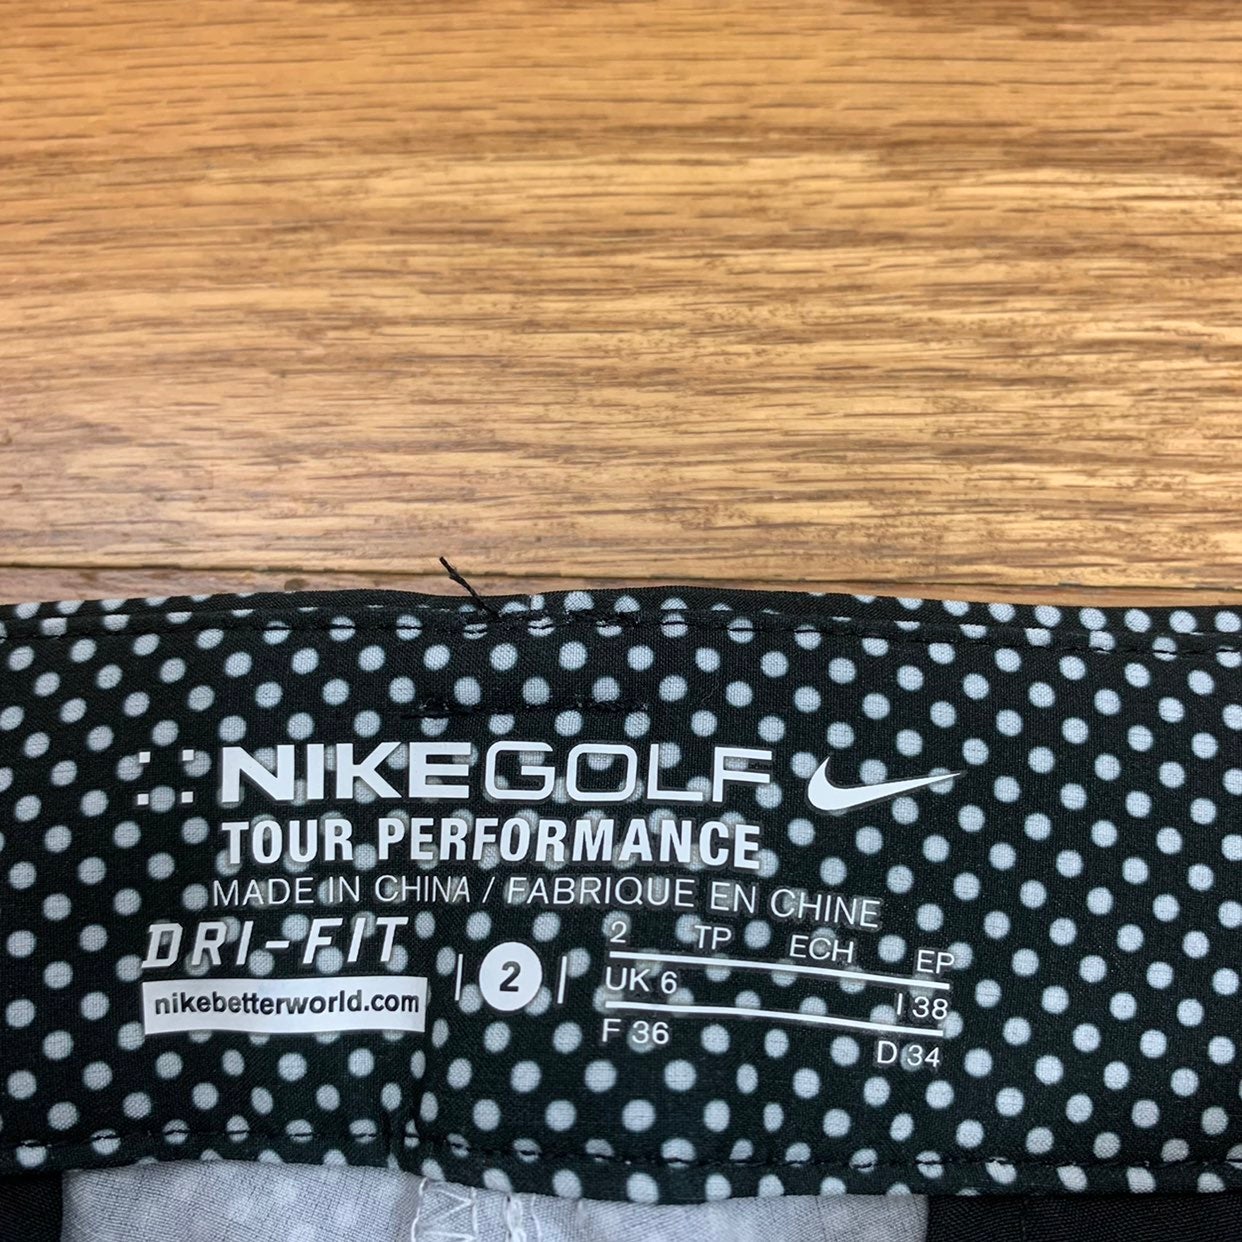 NIKEGOLF
TOUR PERFORMANCE
MADE IN CHINA / FABRIQUE EN CHINE
DRI-FIT
nikebetterworld.com
2
2 TP ECH EP
UK 6 I 38
F 36 D 34